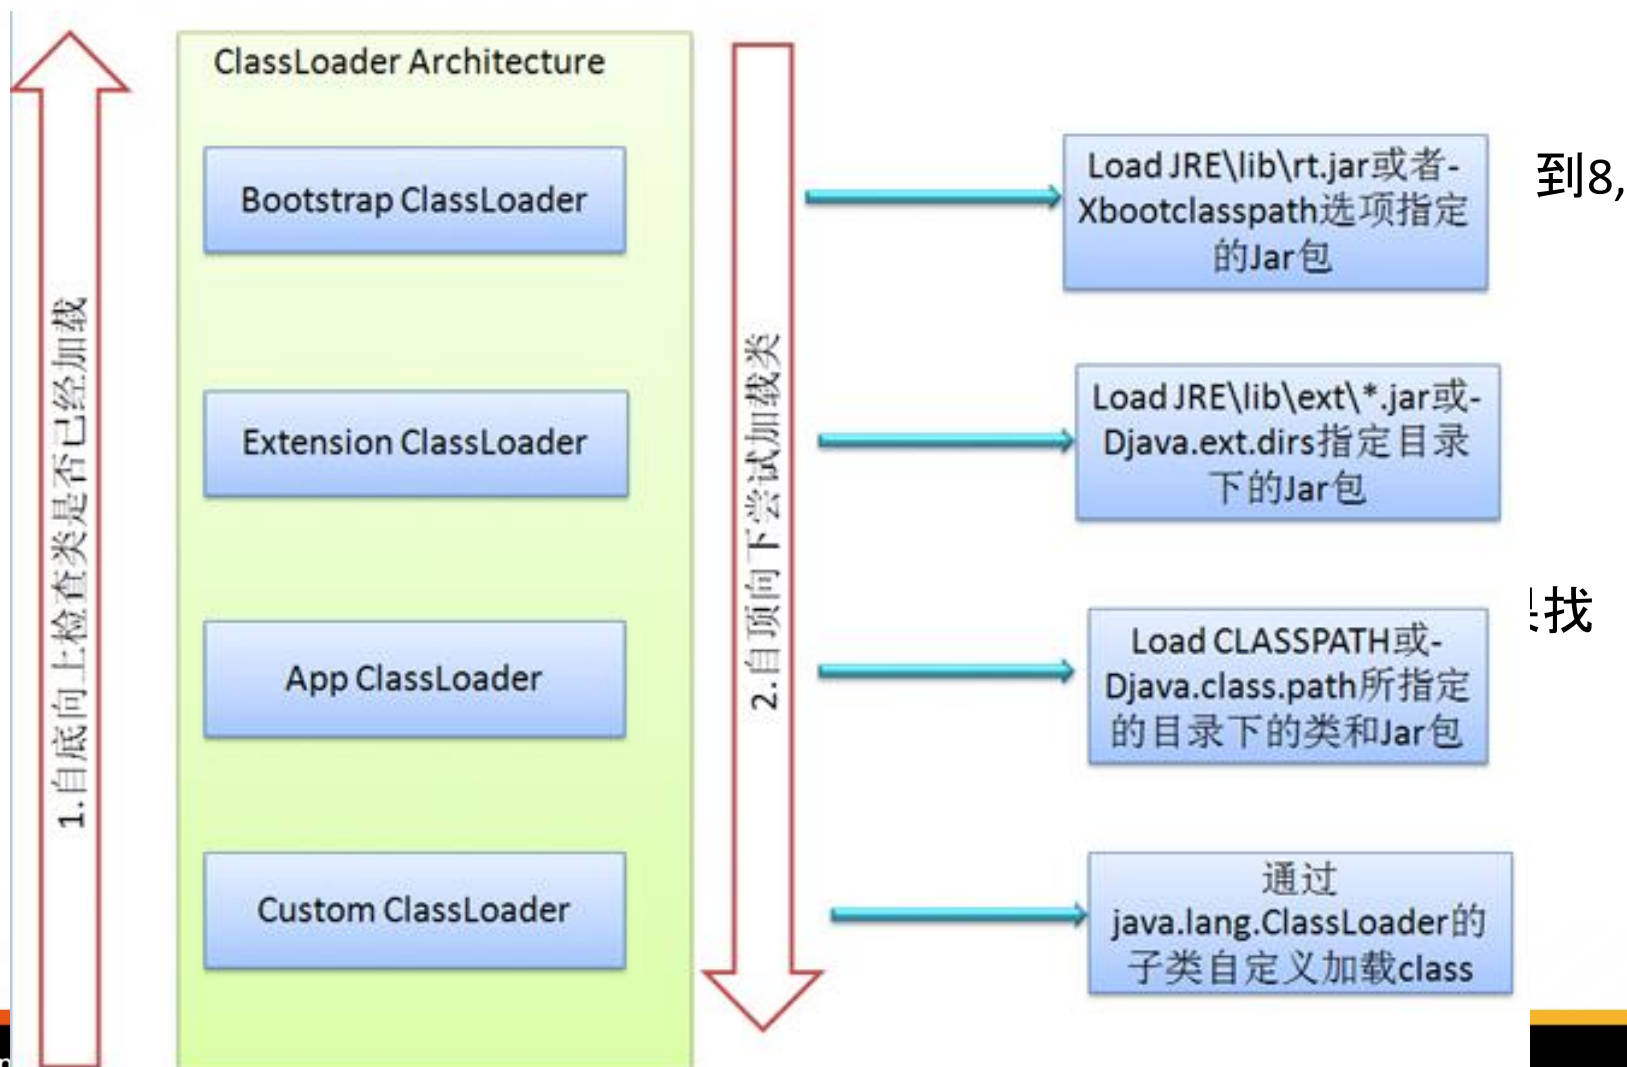 ClassLoader Architecture
1.自底向上检查类是否已经加载
Bootstrap ClassLoader
Extension ClassLoader
App ClassLoader
Custom ClassLoader
2.自顶向下尝试加载类
Load JRE\lib\rt.jar或者-
Xbootclasspath选项指定
的Jar包
Load JRE\lib\ext\*.jar或-
Djava.ext.dirs指定目录
下的Jar包
Load CLASSPATH或-
Djava.class.path所指定
的目录下的类和Jar包
通过
java.lang.ClassLoader的
子类自定义加载class
到8,
找